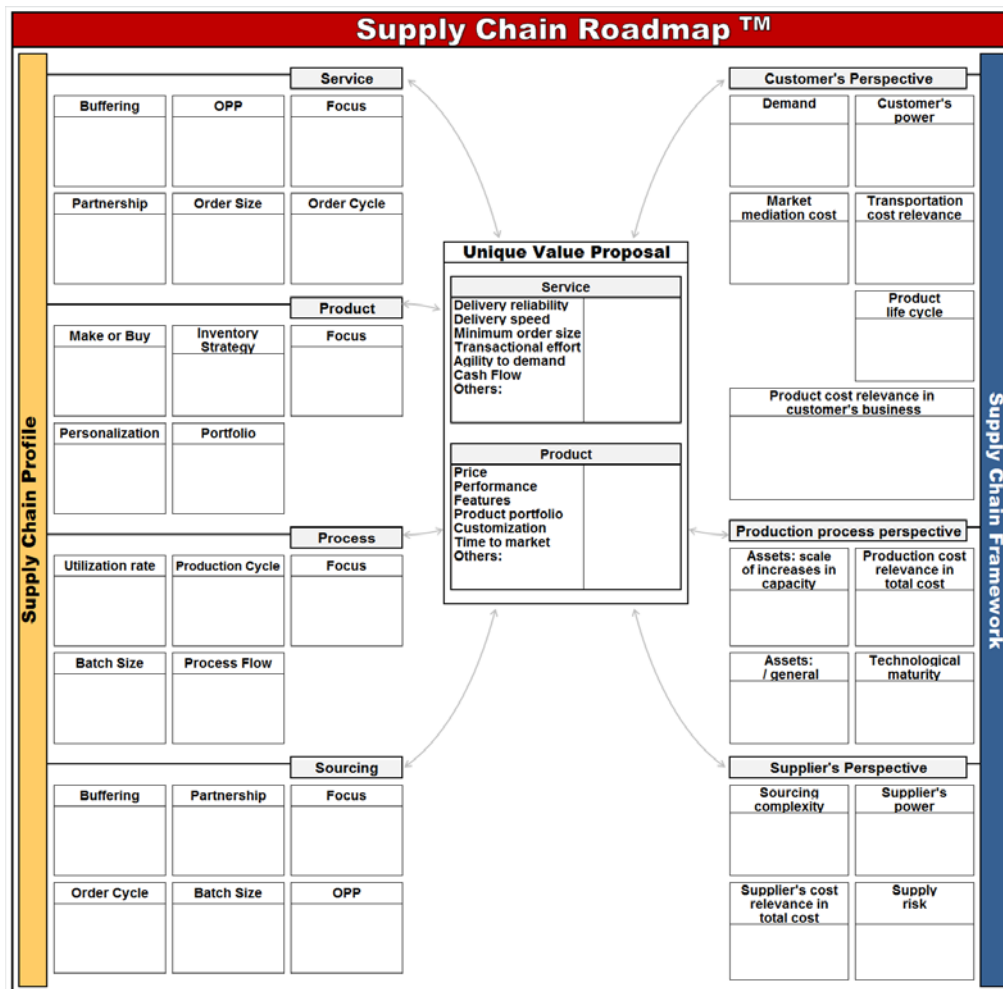 Supply Chain Roadmap TM
Supply Chain Profile
Service
Buffering
OPP
Focus
Partnership
Order Size
Order Cycle
Product
Make or Buy
Inventory
Strategy
Focus
Personalization
Portfolio
Process
Utilization rate
Production Cycle
Focus
Batch Size
Process Flow
Sourcing
Buffering
Partnership
Focus
Order Cycle
Batch Size
OPP
Unique Value Proposal
Service
Delivery reliability
Delivery speed
Minimum order size
Transactional effort
Agility to demand
Cash Flow
Others:
Product
Price
Performance
Features
Product portfolio
Customization
Time to market
Others:
Customer's Perspective
Demand
Customer's
power
Market
mediation cost
Transportation
cost relevance
Product
life cycle
Product cost relevance in
customer's business
Production process perspective
Assets: scale
of increases in
capacity
Production cost
relevance in
total cost
Assets:
/ general
Technological
maturity
Supplier's Perspective
Sourcing
complexity
Supplier's
power
Supplier's cost
relevance in
total cost
Supply
risk
Supply Chain Framework